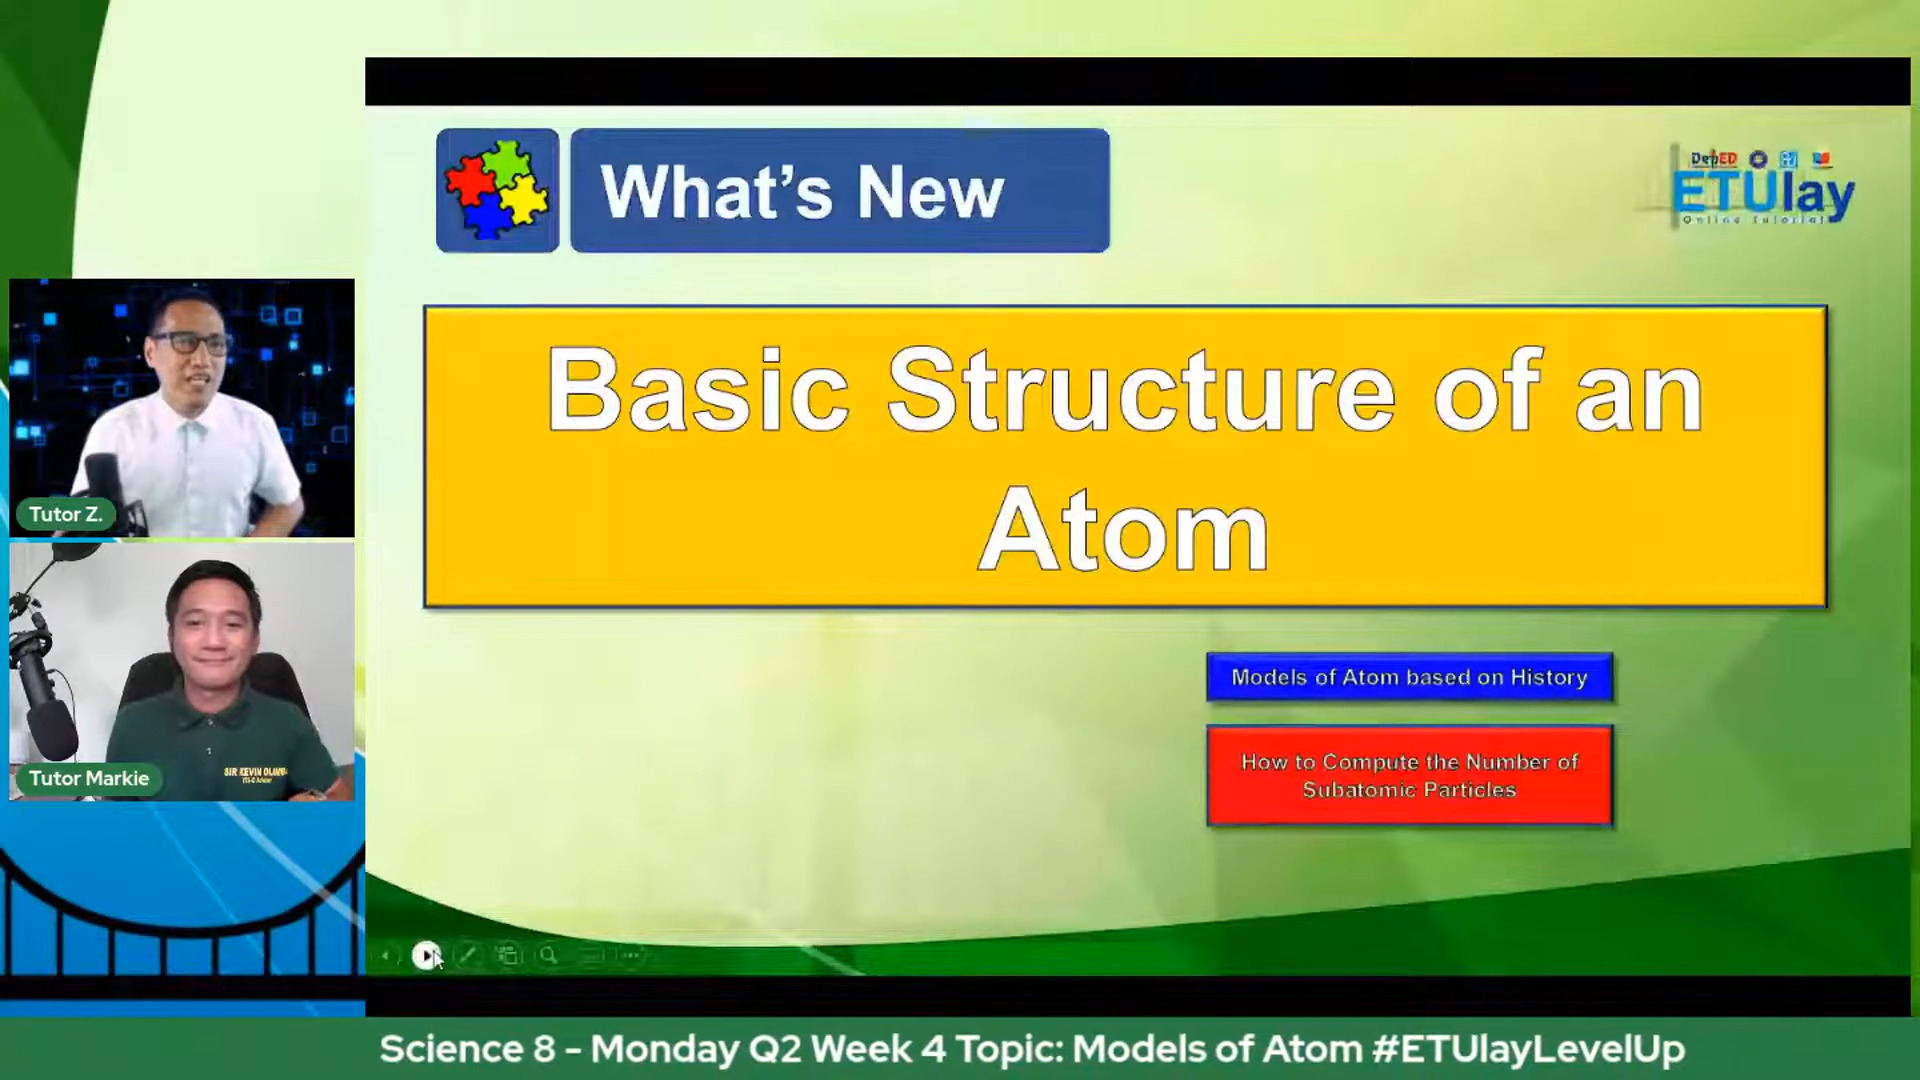 What's New
DepED
ETUlay
Online Tutorial
Basic Structure of an
Atom
Tutor Z.
Models of Atom based on History
How to Compute the Number of
Subatomic Particles
Tutor Markie
Science 8 - Monday Q2 Week 4 Topic: Models of Atom #ETUlayLevelUp